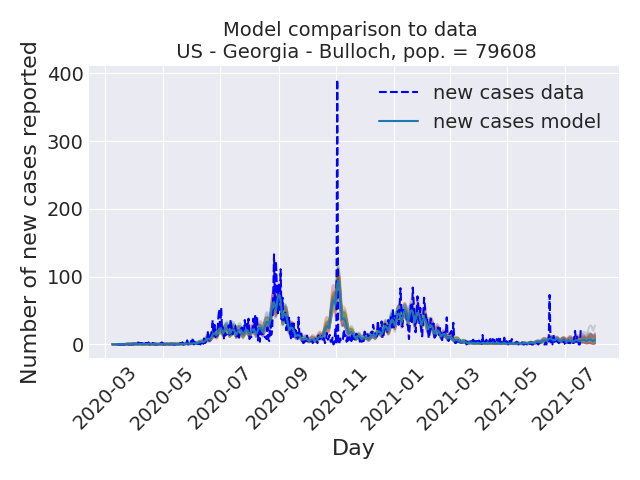 Model comparison to data
US - Georgia - Bulloch, pop. = 79608
Number of new cases reported
400
300
200
100
0
new cases data
new cases model
2020-03
2020-05
2020-07
2020-09
2020-11
2021-01
2021-03
2021-05
2021-07
Day